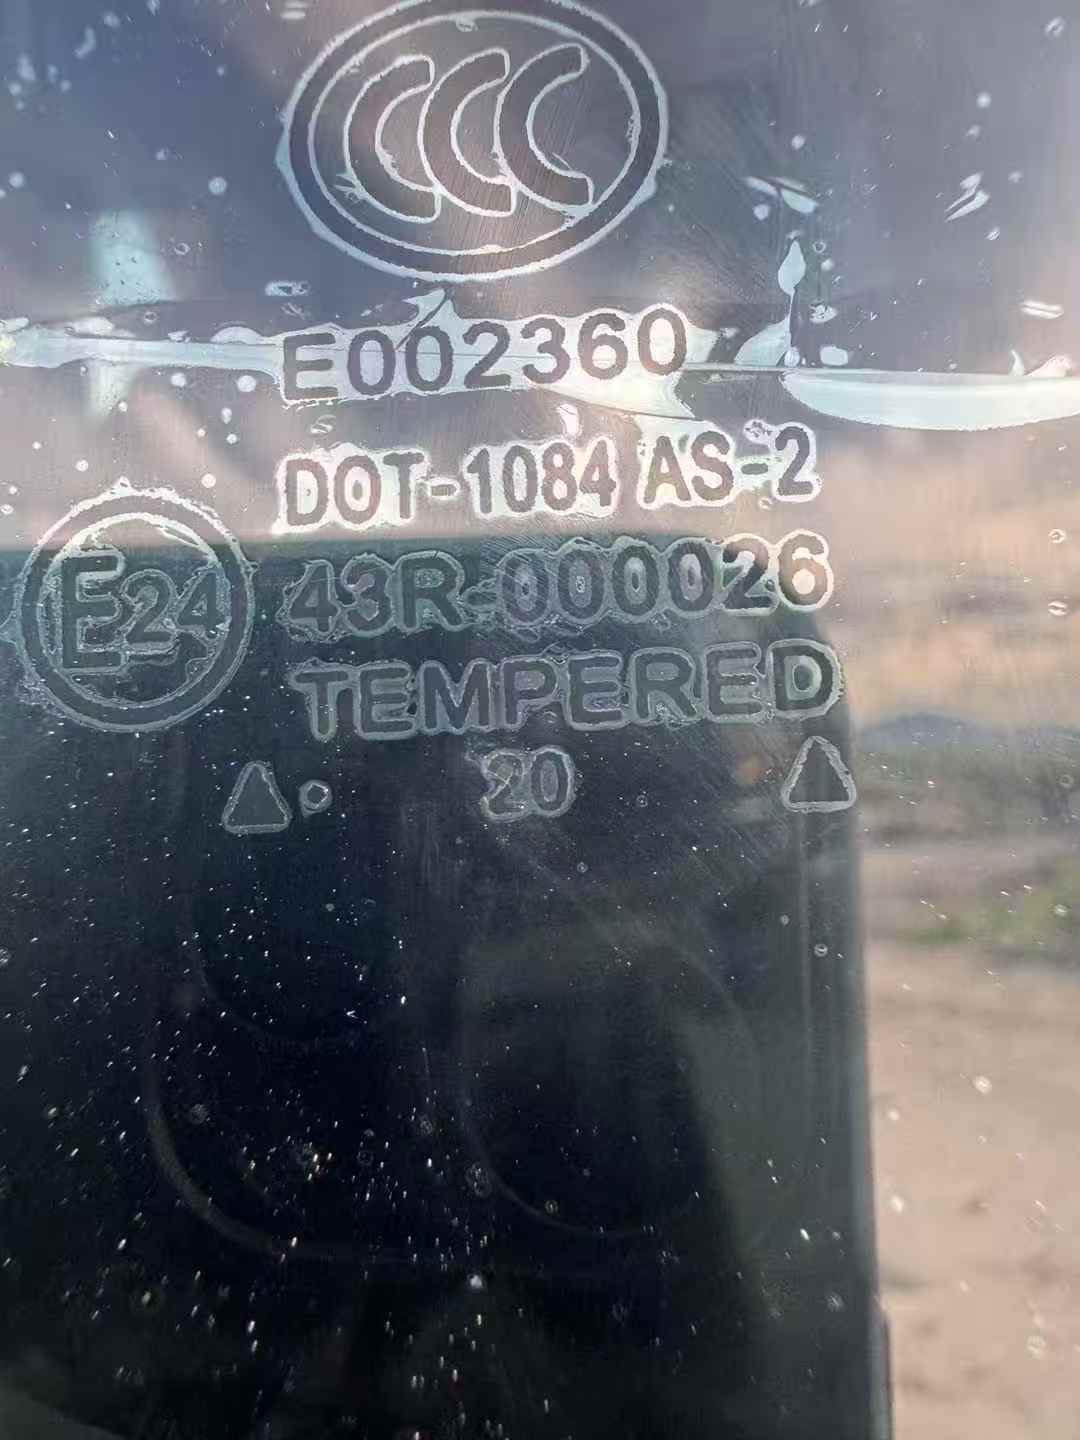 CCC
E002360
DOT-1084 AS-2
E24 43R-000026
TEMPERED
20